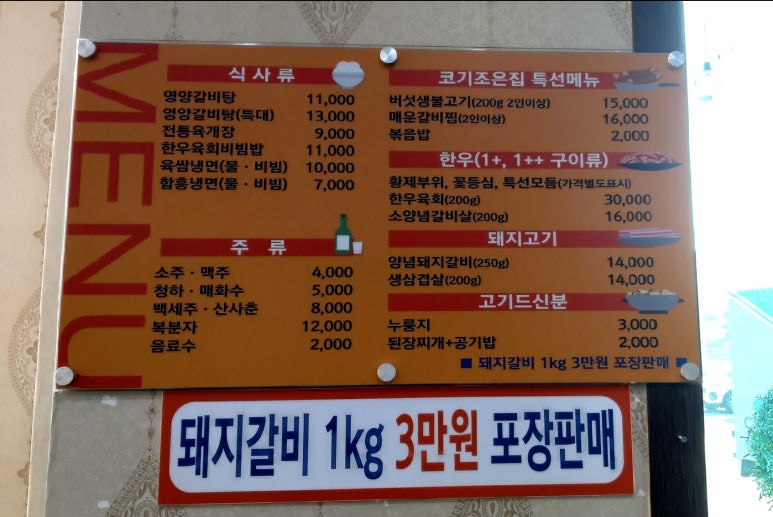 MENU
식 사 류
영양갈비탕 11,000
영양갈비탕(특대) 13,000
전통육개장 9,000
한우육회비빔밥 11,000
육쌈냉면(물 · 비빔) 10,000
함흥냉면(물 · 비빔) 7,000
주 류
소주 · 맥주 4,000
청하 · 매화수 5,000
백세주 · 산사춘 8,000
복분자 12,000
음료수 2,000
코기조은집 특선메뉴
버섯생불고기(200g 2인이상) 15,000
매운갈비찜(2인이상) 16,000
볶음밥 2,000
한우(1+, 1++ 구이류)
황제부위, 꽃등심, 특선모듬(가격별도표시)
한우육회(200g) 30,000
소양념갈비살(200g) 16,000
돼지고기
양념돼지갈비(250g) 14,000
생삼겹살(200g) 14,000
고기드신분
누룽지 3,000
된장찌개+공기밥 2,000
■ 돼지갈비 1kg 3만원 포장판매 ■
돼지갈비 1kg 3만원 포장판매